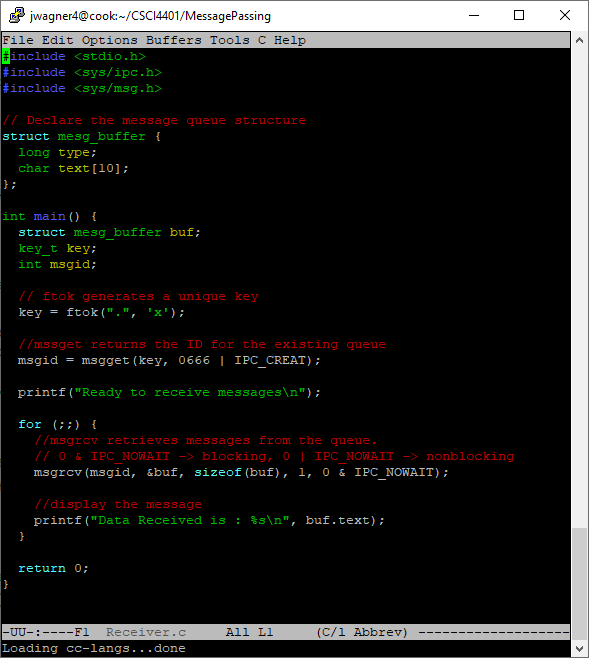 jwagner4@cook:~/CSCI4401/MessagePassing
File Edit Options Buffers Tools C Help
#include <stdio.h>
#include <sys/ipc.h>
#include <sys/msg.h>
// Declare the message queue structure
struct mesg_buffer {
  long type;
  char text[10];
};
int main() {
  struct mesg_buffer buf;
  key_t key;
  int msgid;
  // ftok generates a unique key
  key = ftok(".", 'x');
  //mssget returns the ID for the existing queue
  msgid = msgget(key, 0666 | IPC_CREAT);
  printf("Ready to receive messages\n");
  for (;;) {
    //msgrcv retrieves messages from the queue.
    // 0 & IPC_NOWAIT -> blocking, 0 | IPC_NOWAIT -> nonblocking
    msgrcv(msgid, &buf, sizeof(buf), 1, 0 & IPC_NOWAIT);
    //display the message
    printf("Data Received is : %s\n", buf.text);
  }
  return 0;
}
-UU-:----F1  Receiver.c     All L1     (C/l Abbrev) -------------------
Loading cc-langs...done